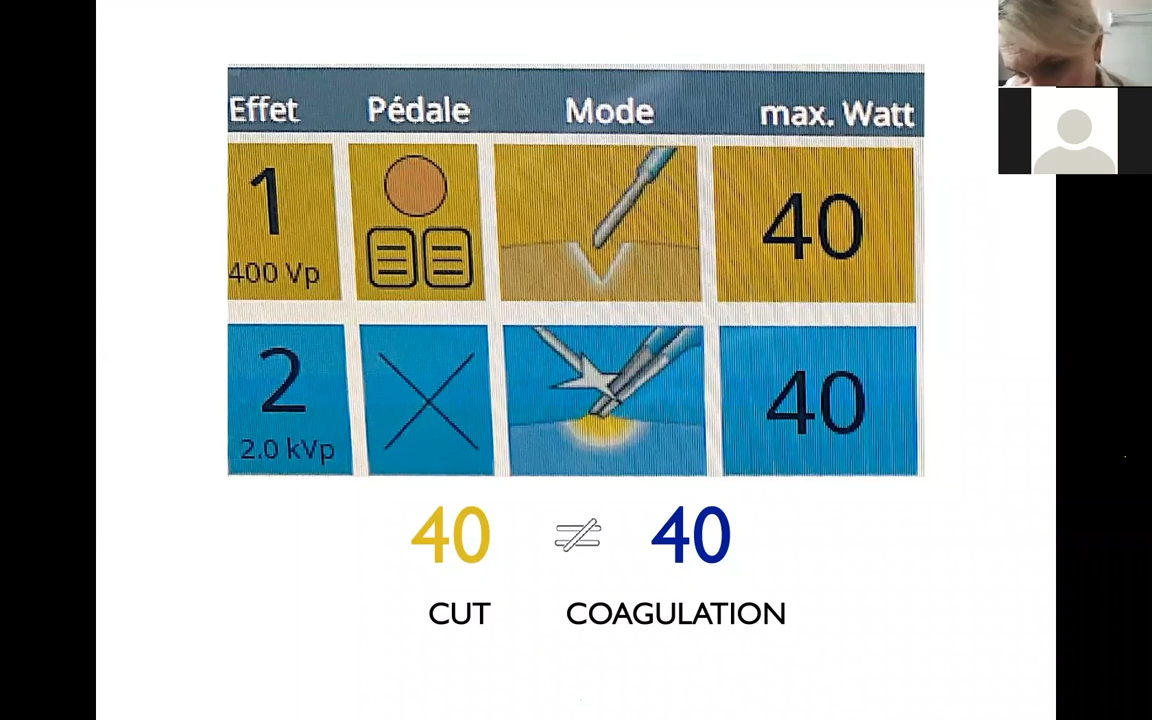 Effet Pédale Mode max. Watt
1 40
400 Vp
2 40
2.0 kVp
40 ≠ 40
CUT COAGULATION